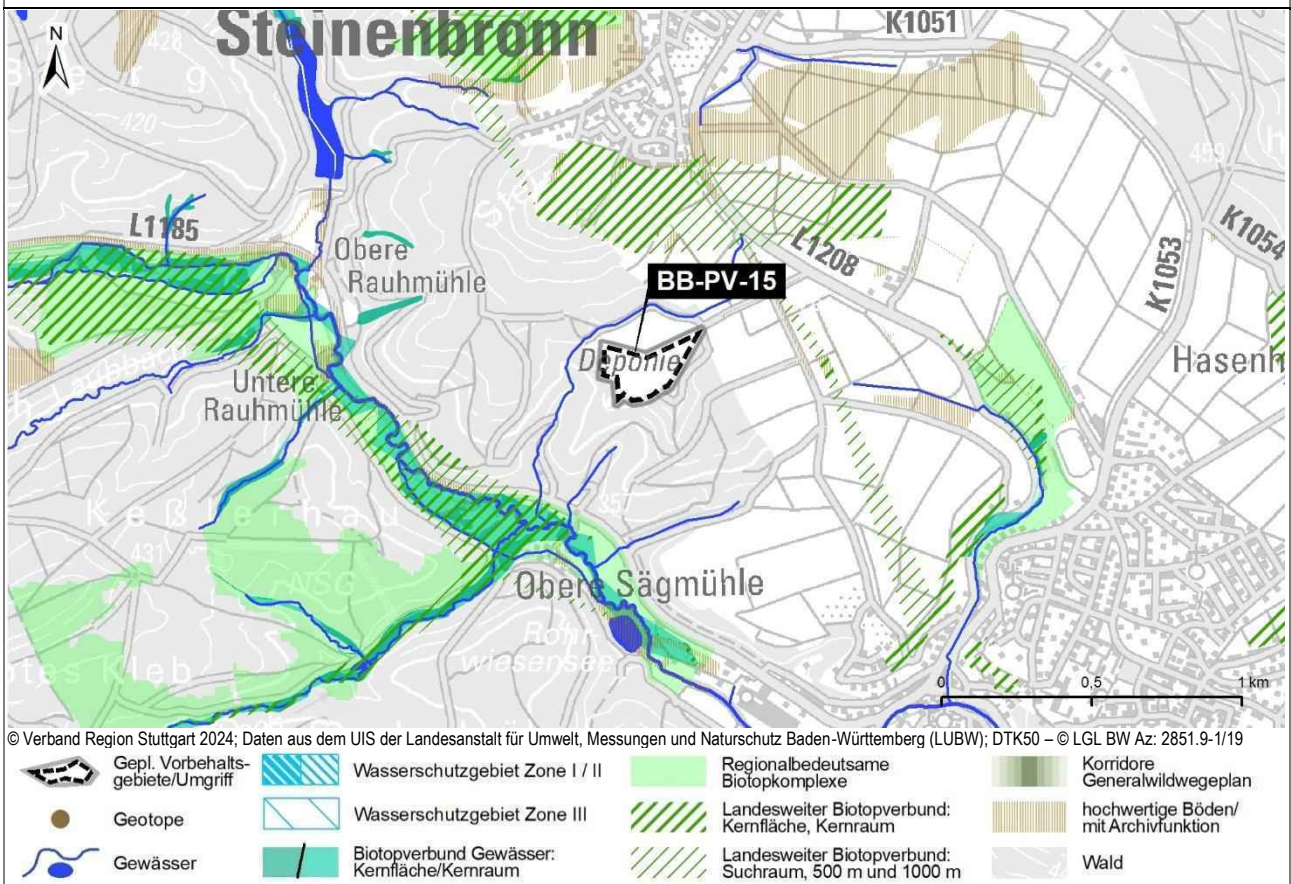 N
Steinenbronn
K1051
428
420
459
L1185
Obere
Rauhmühle
L1208
K1053
K1054
BB-PV-15
Deponie
Hasenh
Untere
Rauhmühle
357
431
NSG
Obere Sägmühle
Rohr-
wiesensee
tes Kleb
0 0,5 1 km
© Verband Region Stuttgart 2024; Daten aus dem UIS der Landesanstalt für Umwelt, Messungen und Naturschutz Baden-Württemberg (LUBW); DTK50 – © LGL BW Az: 2851.9-1/19
Gepl. Vorbehalts-
gebiete/Umgriff
Geotope
Gewässer
Wasserschutzgebiet Zone I / II
Wasserschutzgebiet Zone III
Biotopverbund Gewässer:
Kernfläche/Kernraum
Regionalbedeutsame
Biotopkomplexe
Landesweiter Biotopverbund:
Kernfläche, Kernraum
Landesweiter Biotopverbund:
Suchraum, 500 m und 1000 m
Korridore
Generalwildwegeplan
hochwertige Böden/
mit Archivfunktion
Wald